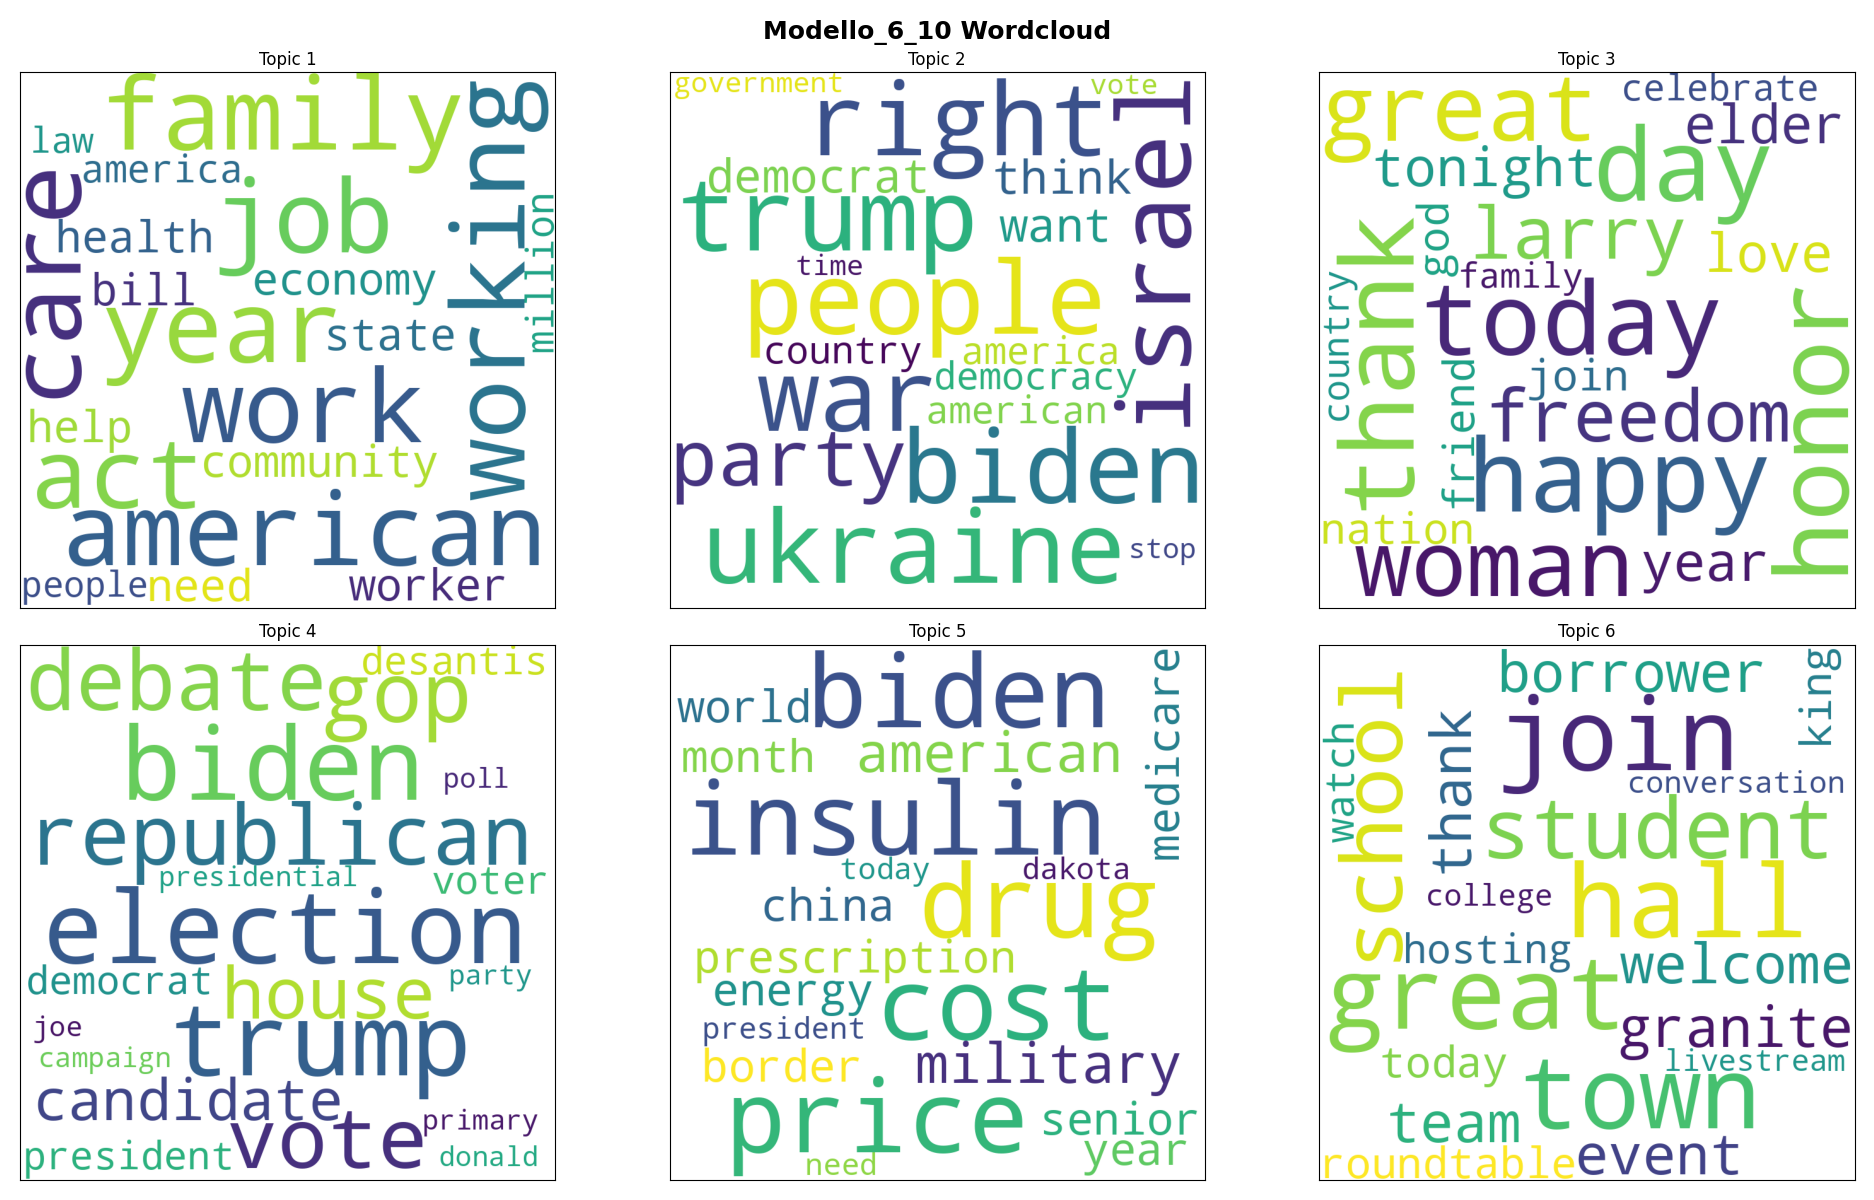 Modello_6_10 Wordcloud
Topic 1
family
working
law
america
care
job
health
million
economy
bill
year
state
work
help
act
community
american
people
need
worker
Topic 2
government
vote
right
israel
democrat
think
trump
want
time
people
country
america
war
democracy
american
party
biden
ukraine
stop
Topic 3
great
celebrate
elder
tonight
day
god
larry
love
thank
family
country
today
honor
friend
join
freedom
happy
nation
woman
year
Topic 4
debate
desantis
gop
biden
poll
republican
presidential
voter
election
democrat
house
party
joe
trump
campaign
candidate
vote
primary
president
donald
Topic 5
biden
medicare
world
month
american
insulin
today
dakota
china
drug
prescription
energy
cost
president
border
military
price
senior
year
need
Topic 6
borrower
king
school
join
thank
watch
conversation
student
college
hall
hosting
welcome
great
granite
today
livestream
town
team
roundtable
event